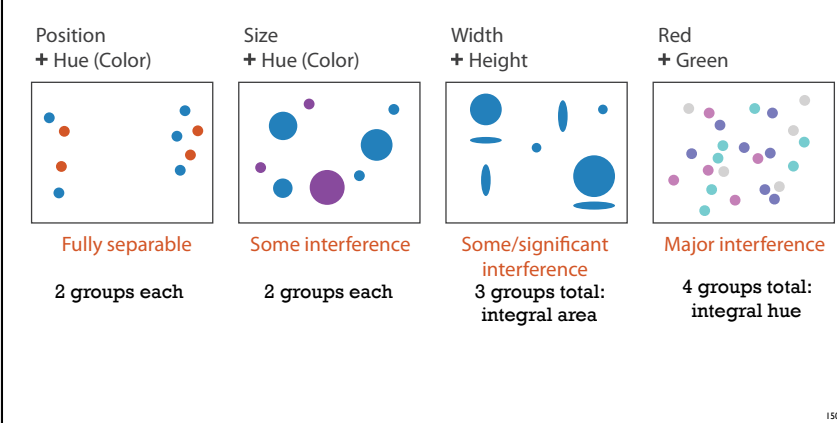 Position
+ Hue (Color)
Fully separable
2 groups each
Size
+ Hue (Color)
Some interference
2 groups each
Width
+ Height
Some/significant
interference
3 groups total:
integral area
Red
+ Green
Major interference
4 groups total:
integral hue